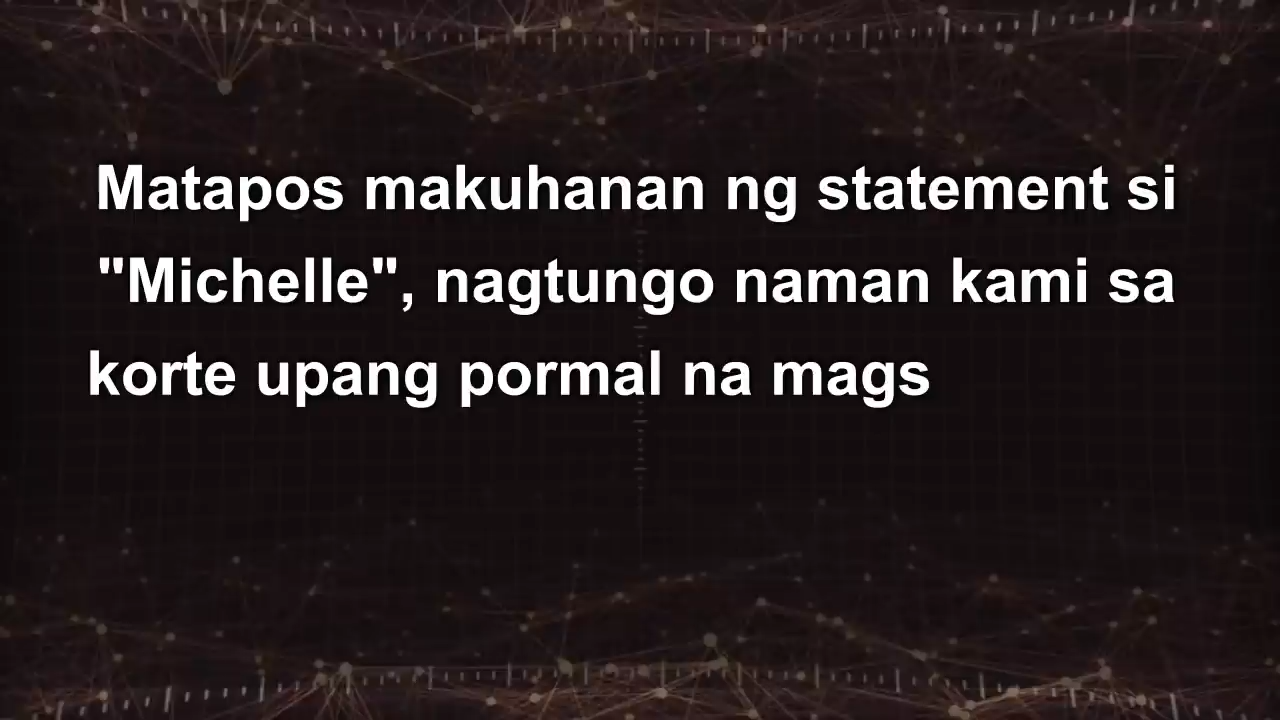 Matapos makuhanan ng statement si
"Michelle", nagtungo naman kami sa
korte upang pormal na mags